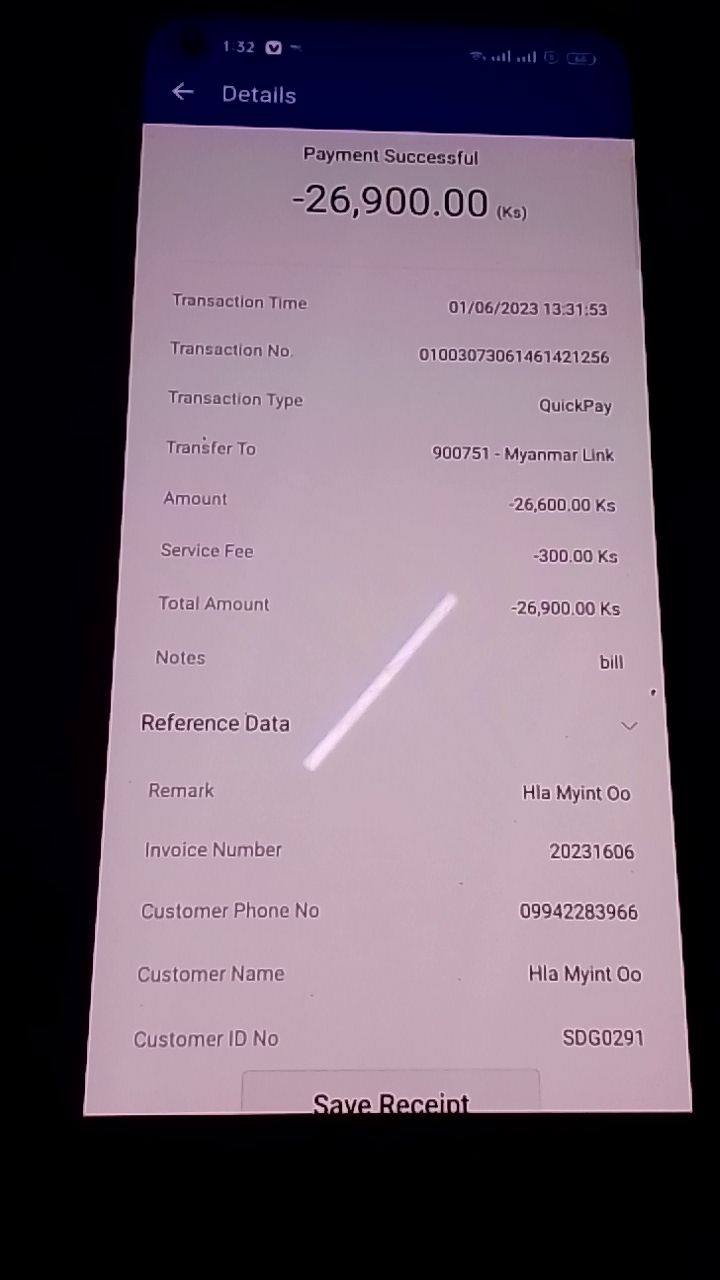 1:32
Details
Payment Successful
-26,900.00 (Ks)
Transaction Time 01/06/2023 13:31:53
Transaction No. 01003073061461421256
Transaction Type QuickPay
Transfer To 900751 - Myanmar Link
Amount -26,600.00 Ks
Service Fee -300.00 Ks
Total Amount -26,900.00 Ks
Notes bill
Reference Data
Remark Hla Myint Oo
Invoice Number 20231606
Customer Phone No 09942283966
Customer Name Hla Myint Oo
Customer ID No SDG0291
Save Receipt